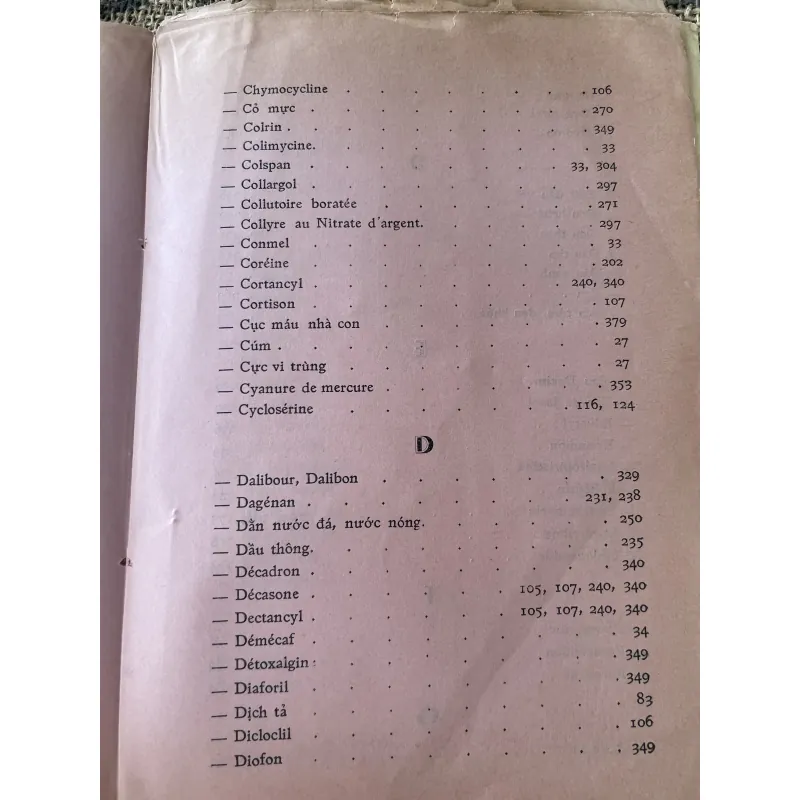 — Chymocycline . . . . . . . . 106
— Cỏ mực . . . . . . . . . 270
— Colrin . . . . . . . . . . 349
— Colimycine. . . . . . . . . 33
— Colspan . . . . . . . . 33, 304
— Collargol . . . . . . . . . 297
— Collutoire boratée . . . . . . . 271
— Collyre au Nitrate d'argent. . . . . . 297
— Conmel . . . . . . . . . 33
— Coréine . . . . . . . . . 202
— Cortancyl . . . . . . . . 240, 340
— Cortison . . . . . . . . . 107
— Cục máu nhà con . . . . . . . 379
— Cúm . . . . . . . . . . 27
— Cực vi trùng . . . . . . . . 27
— Cyanure de mercure . . . . . . . 353
— Cyclosérine . . . . . . . 116, 124
D
— Dalibour, Dalibon . . . . . . . 329
— Dagénan . . . . . . . . 231, 238
— Dằn nước đá, nước nóng. . . . . . 250
— Dầu thông. . . . . . . . . 235
— Décadron . . . . . . . . . 340
— Décasone . . . . . 105, 107, 240, 340
— Dectancyl . . . . . 105, 107, 240, 340
— Démécaf . . . . . . . . . 34
— Détoxalgin . . . . . . . . . 349
— Diaforil . . . . . . . . . 349
— Dịch tả . . . . . . . . . 83
— Dicloclil . . . . . . . . . 106
— Diofon . . . . . . . . . 349